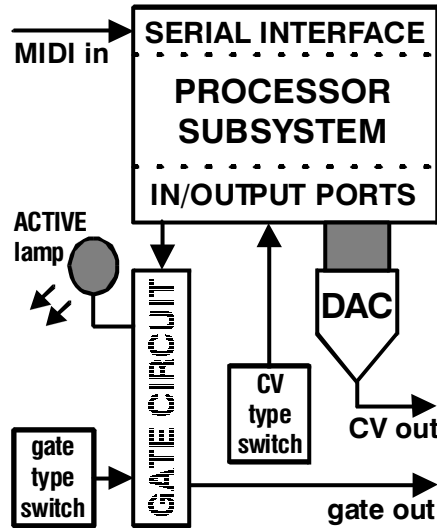 SERIAL INTERFACE
MIDI in
PROCESSOR
SUBSYSTEM
IN/OUTPUT PORTS
ACTIVE
lamp
GATE CIRCUIT
DAC
CV
type
switch
CV out
gate
type
switch
gate out